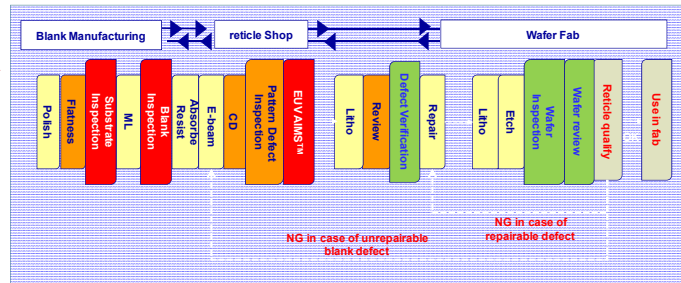 Blank Manufacturing
reticle Shop
Wafer Fab
Polish
Flatness
Substrate
Inspection
ML
Blank
Inspection
Absorbe
Resist
E-beam
CD
Pattern Defect
Inspection
EUV AIMS™
Litho
Review
Defect Verification
Repair
Litho
Etch
Wafer
Inspection
Wafer review
Reticle qualify
OK
Use in fab
NG in case of unrepairable
blank defect
NG in case of
repairable defect